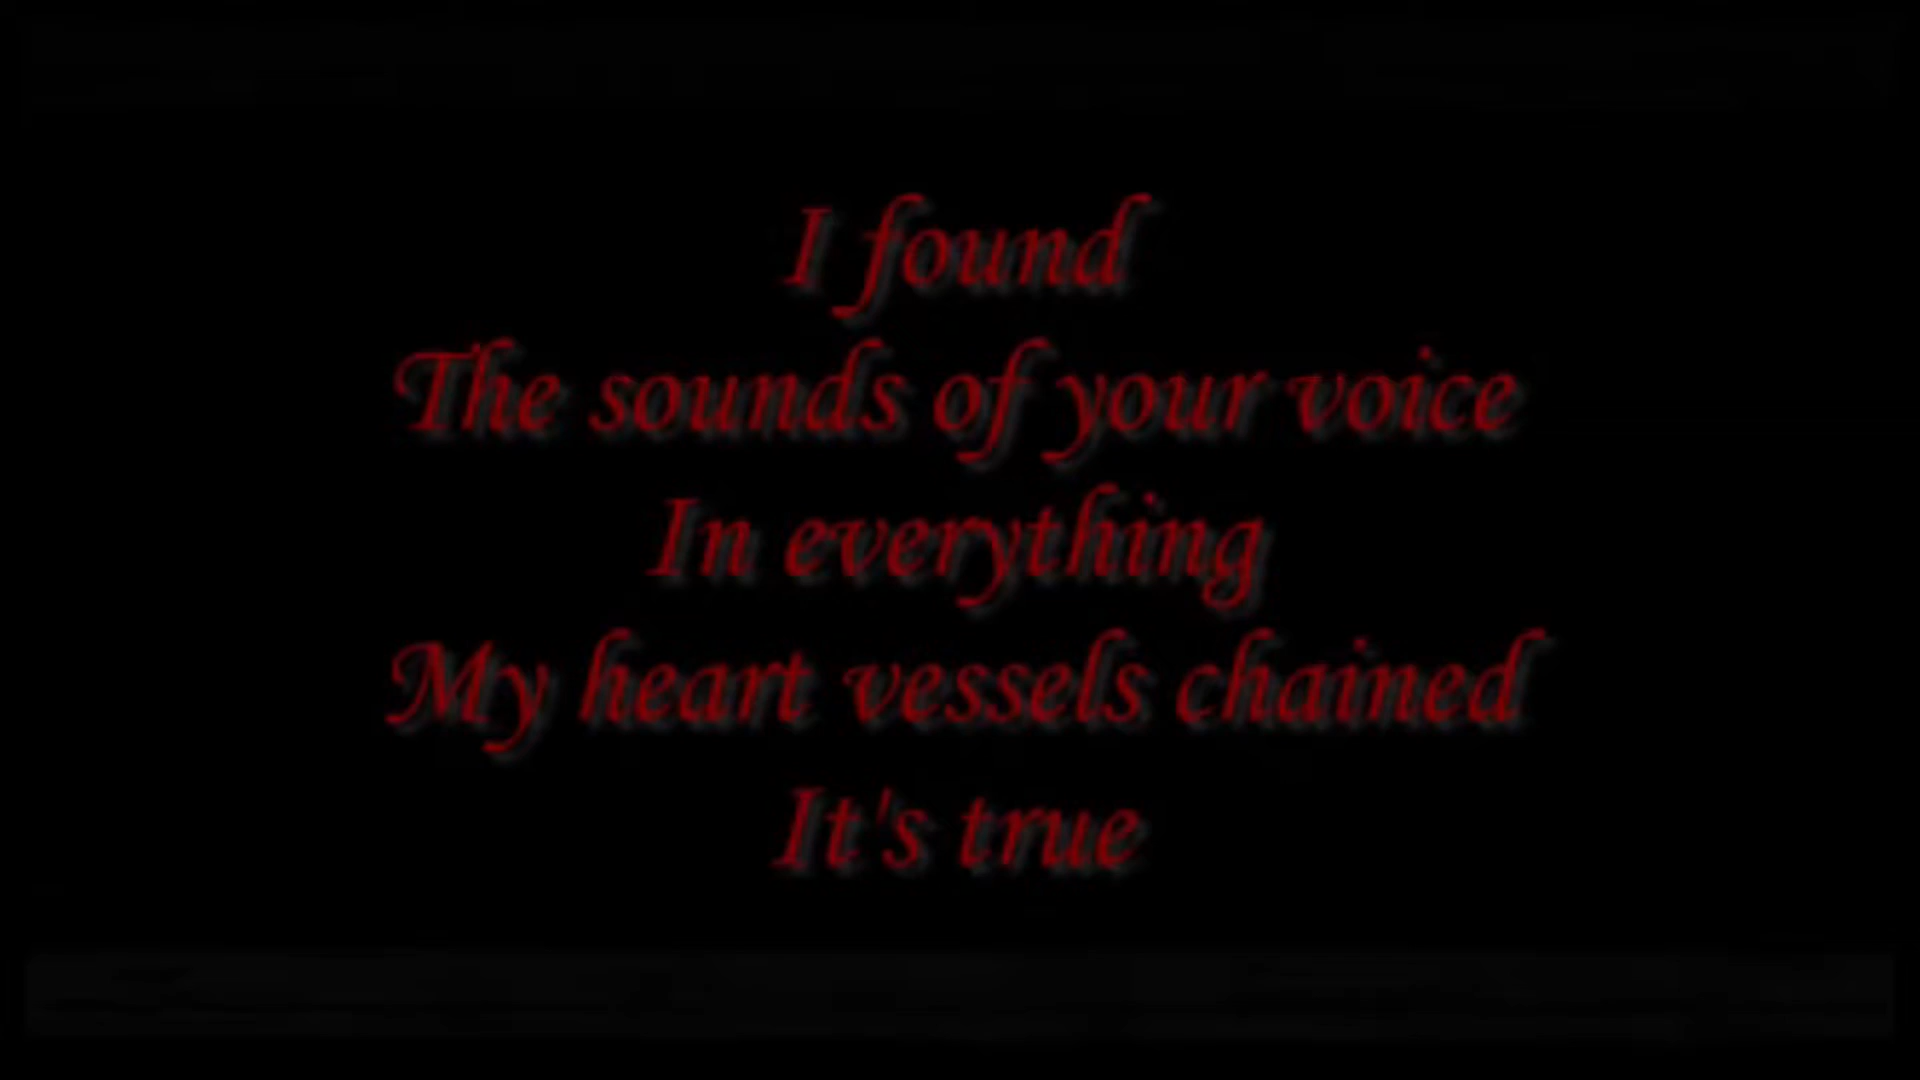 I found
The sounds of your voice
In everything
My heart vessels chained
It's true